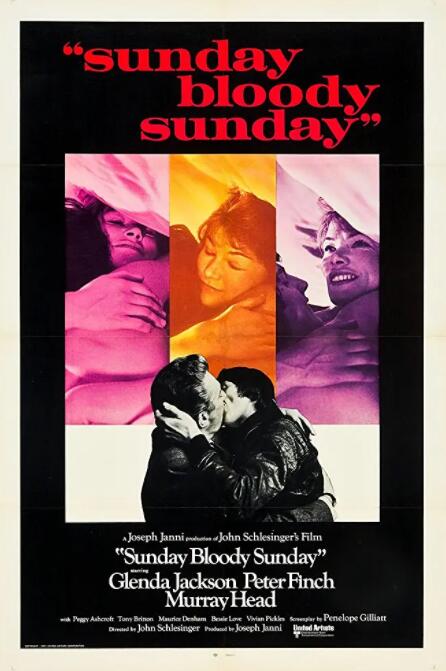 "sunday
bloody
sunday"
A Joseph Janni production of John Schlesinger's Film
"Sunday Bloody Sunday"
starring
Glenda Jackson Peter Finch
Murray Head
with Peggy Ashcroft Tony Britton Maurice Denham Bessie Love Vivian Pickles Screenplay by Penelope Gilliatt
Directed by John Schlesinger Produced by Joseph Janni
United Artists